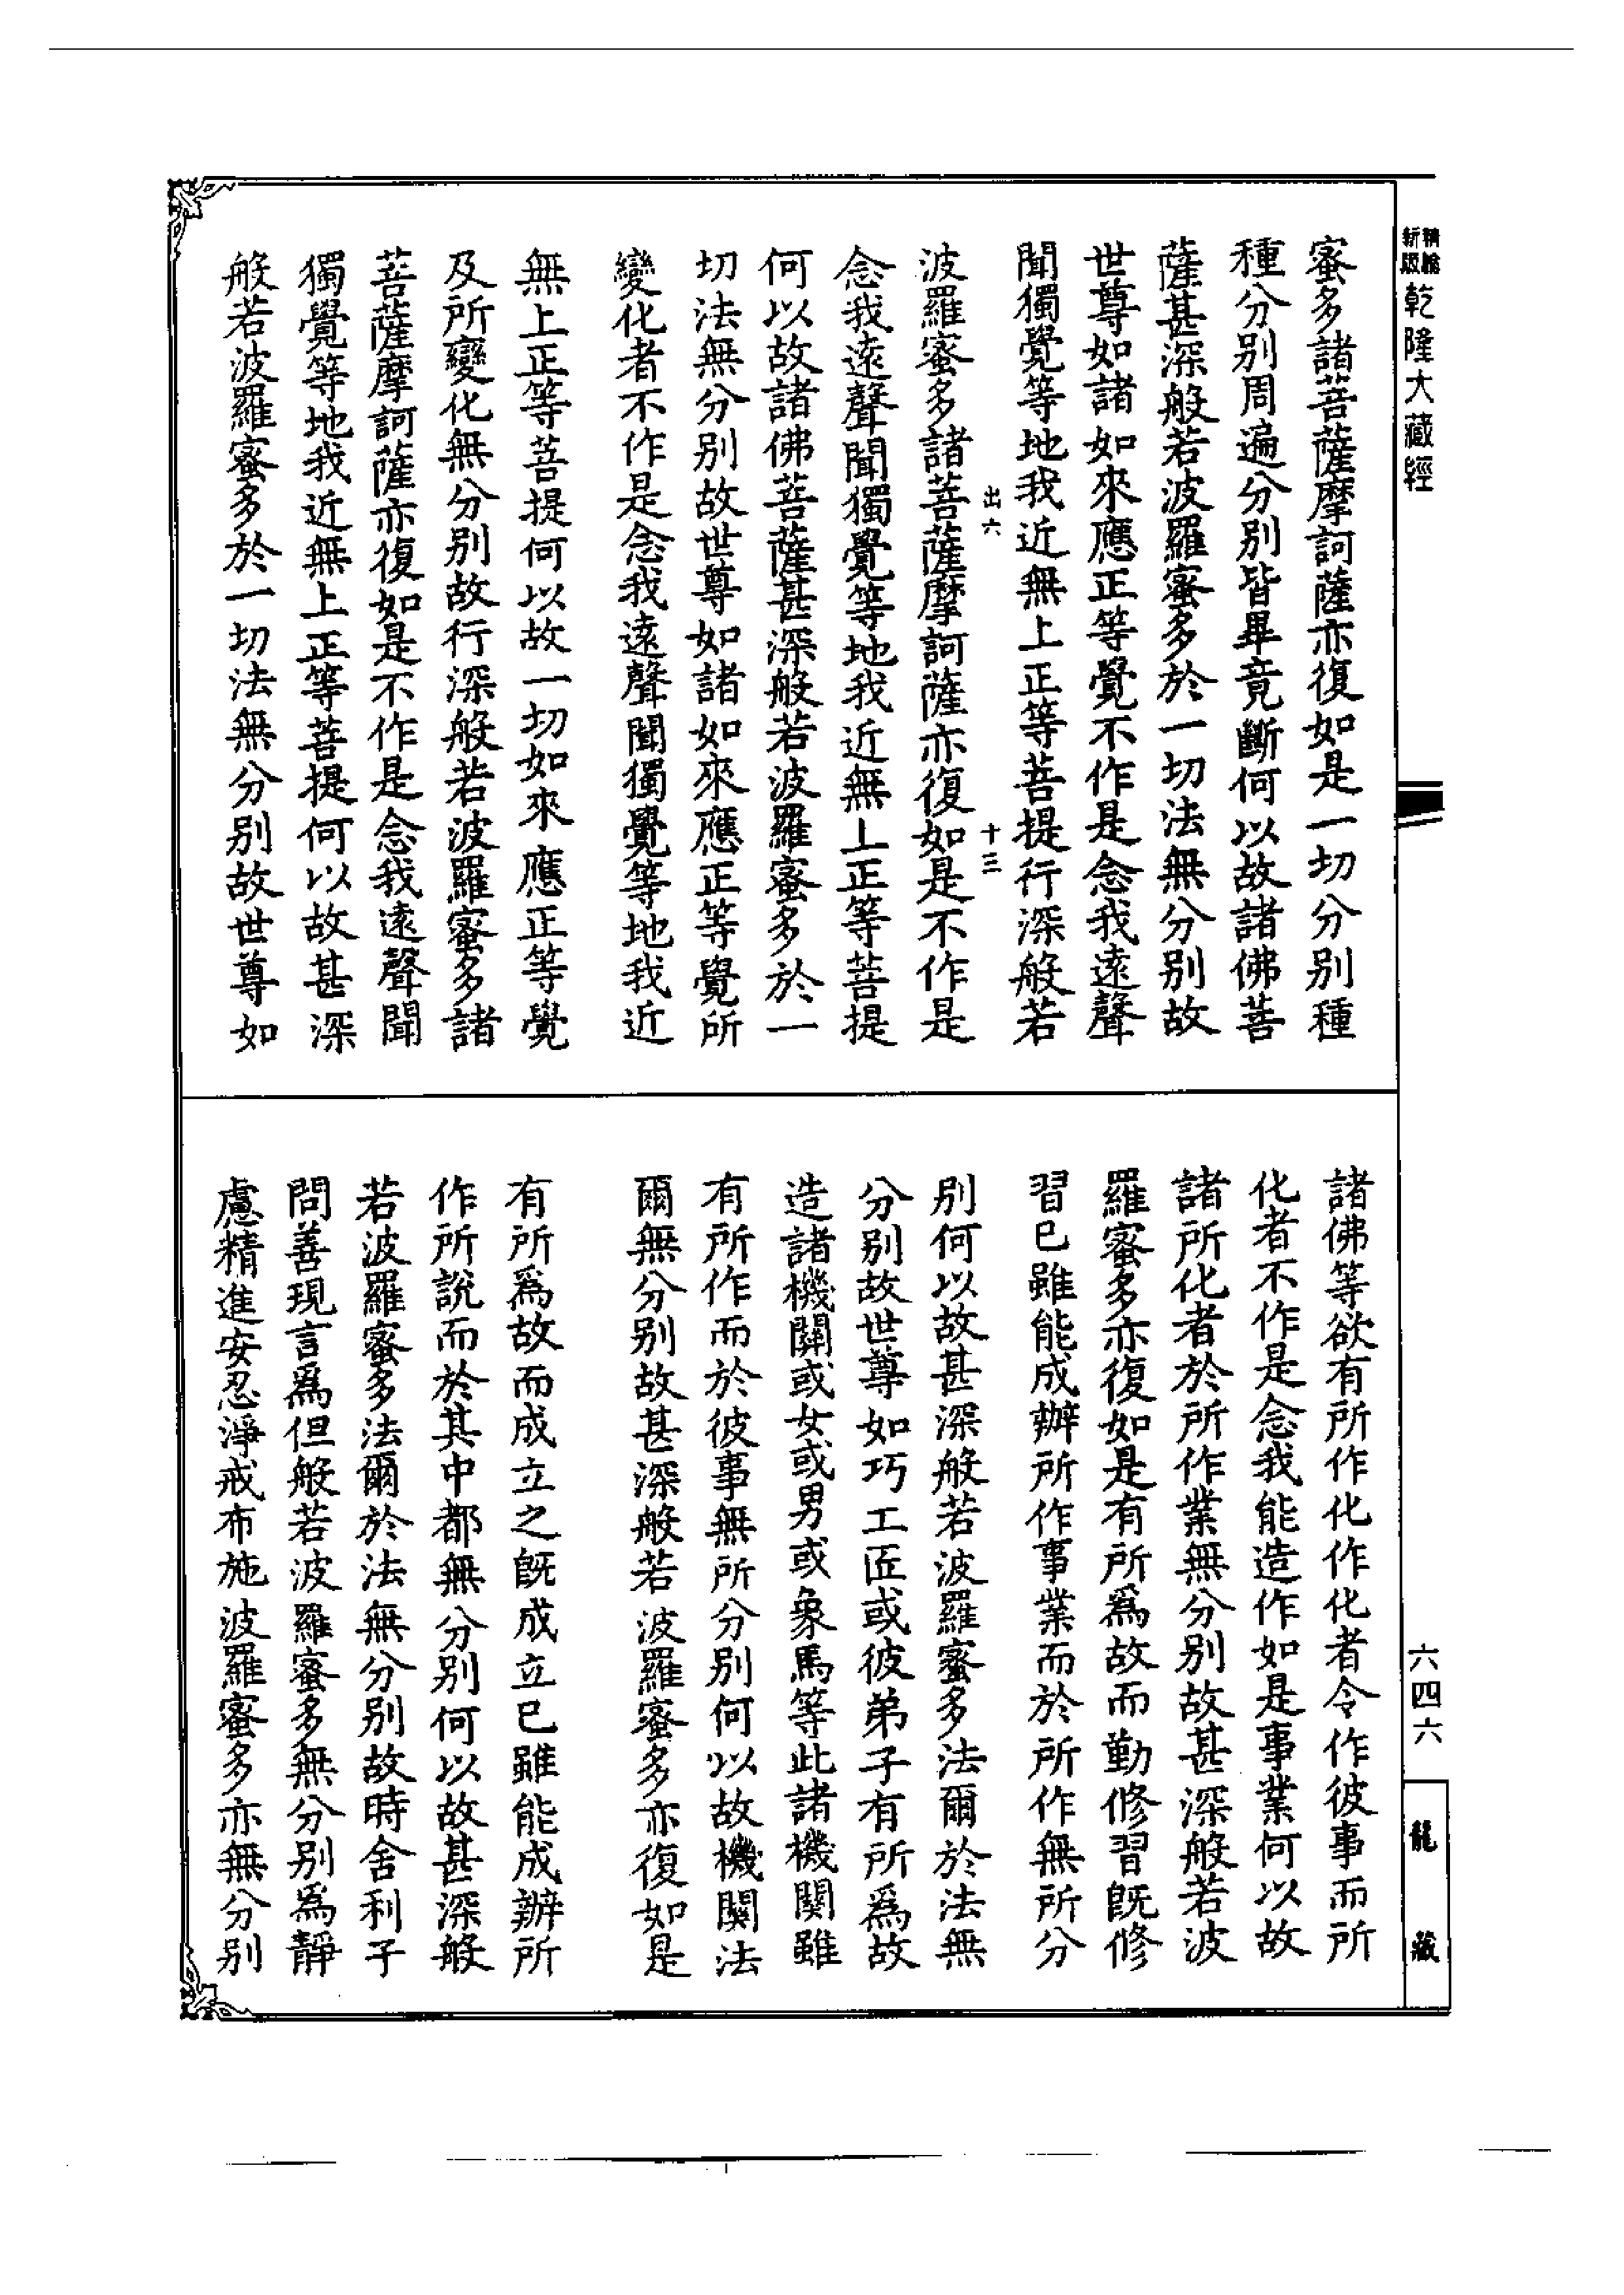 精編
新版
乾隆大藏經
蜜多諸菩薩摩訶薩亦復如是一切分別種
種分別周遍分別皆畢竟斷何以故諸佛菩
薩甚深般若波羅蜜多於一切法無分別故
世尊如諸如來應正等覺不作是念我遠聲
聞獨覺等地我近無上正等菩提行深般若
出六
十三
波羅蜜多諸菩薩摩訶薩亦復如是不作是
念我遠聲聞獨覺等地我近無上正等菩提
何以故諸佛菩薩甚深般若波羅蜜多於一
切法無分別故世尊如諸如來應正等覺所
變化者不作是念我遠聲聞獨覺等地我近
無上正等菩提何以故一切如來應正等覺
及所變化無分別故行深般若波羅蜜多諸
菩薩摩訶薩亦復如是不作是念我遠聲聞
獨覺等地我近無上正等菩提何以故甚深
般若波羅蜜多於一切法無分別故世尊如
諸佛等欲有所作化作化者令作彼事而所
化者不作是念我能造作如是事業何以故
諸所化者於所作業無分別故甚深般若波
羅蜜多亦復如是有所爲故而勤修習既修
習已雖能成辦所作事業而於所作無所分
別何以故甚深般若波羅蜜多法爾於法無
分別故世尊如巧工匠或彼弟子有所爲故
造諸機關或女或男或象馬等此諸機關雖
有所作而於彼事無所分別何以故機關法
爾無分別故甚深般若波羅蜜多亦復如是
有所爲故而成立之既成立已雖能成辦所
作所說而於其中都無分別何以故甚深般
若波羅蜜多法爾於法無分別故時舍利子
問善現言爲但般若波羅蜜多無分別爲靜
慮精進安忍淨戒布施波羅蜜多亦無分別
六四六
龍藏